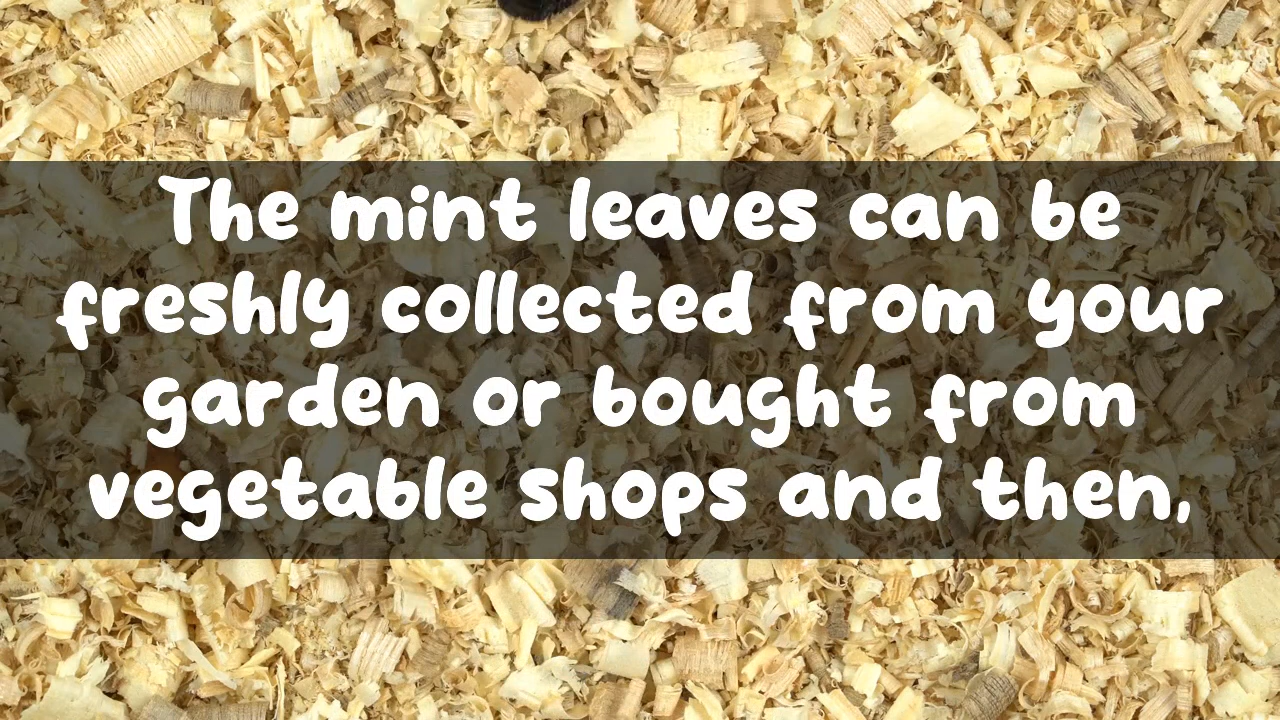 The mint leaves can be
freshly collected from your
garden or bought from
vegetable shops and then,